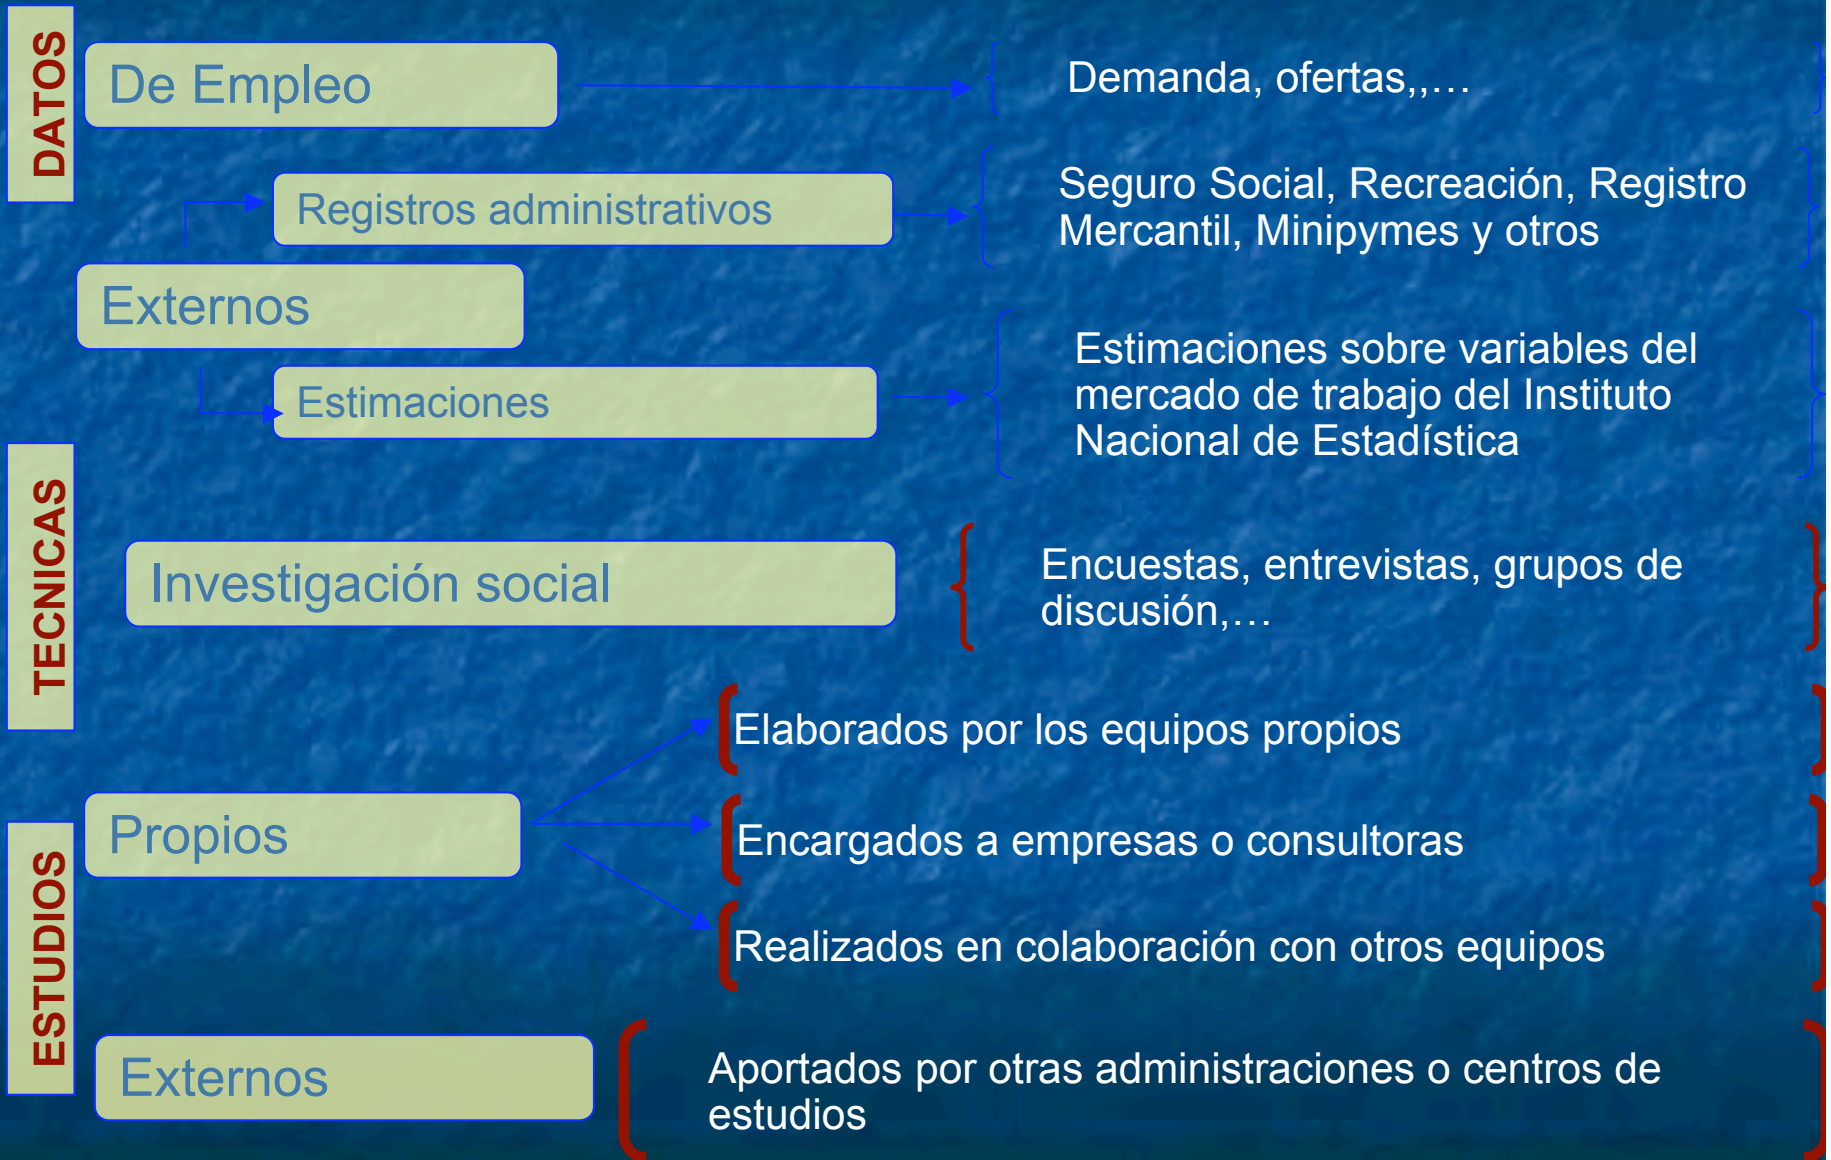 DATOS
De Empleo
Demanda, ofertas,,…
Registros administrativos
Seguro Social, Recreación, Registro
Mercantil, Minipymes y otros
Externos
Estimaciones
Estimaciones sobre variables del
mercado de trabajo del Instituto
Nacional de Estadística
TECNICAS
Investigación social
Encuestas, entrevistas, grupos de
discusión,…
ESTUDIOS
Propios
Elaborados por los equipos propios
Encargados a empresas o consultoras
Realizados en colaboración con otros equipos
Externos
Aportados por otras administraciones o centros de
estudios